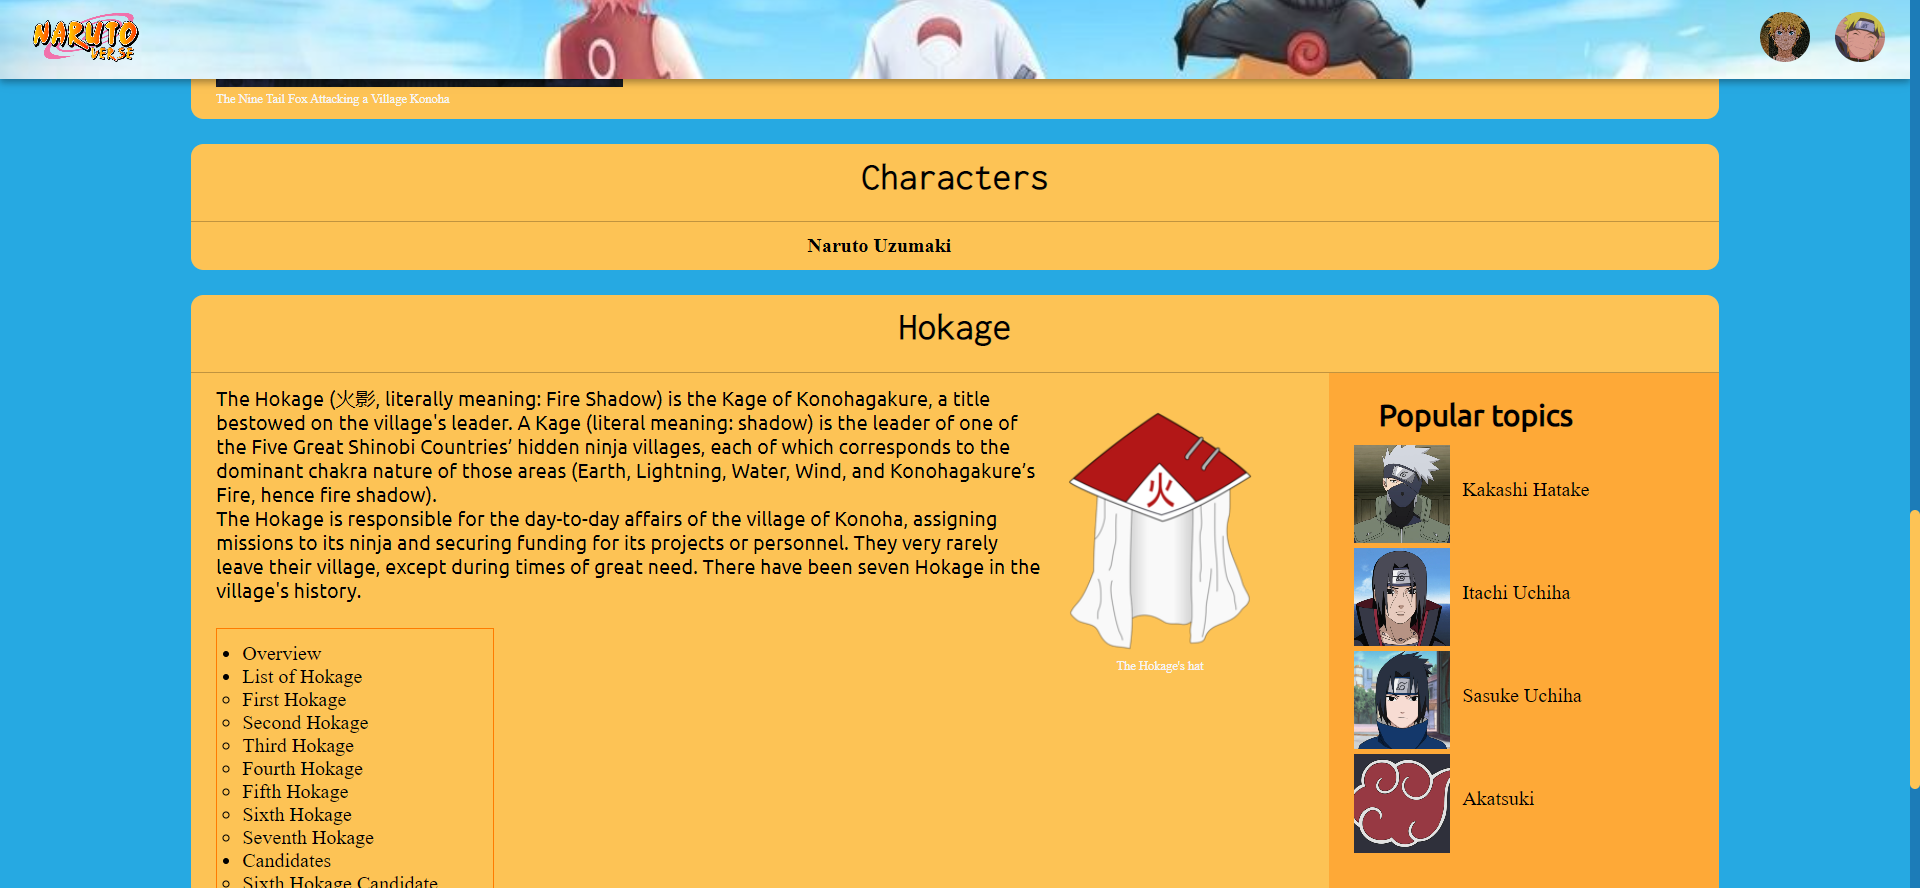 NARUTO
VERSE
The Nine Tail Fox Attacking a Village Konoha
Characters
Naruto Uzumaki
Hokage
The Hokage (火影, literally meaning: Fire Shadow) is the Kage of Konohagakure, a title
bestowed on the village's leader. A Kage (literal meaning: shadow) is the leader of one of
the Five Great Shinobi Countries’ hidden ninja villages, each of which corresponds to the
dominant chakra nature of those areas (Earth, Lightning, Water, Wind, and Konohagakure’s
Fire, hence fire shadow).
The Hokage is responsible for the day-to-day affairs of the village of Konoha, assigning
missions to its ninja and securing funding for its projects or personnel. They very rarely
leave their village, except during times of great need. There have been seven Hokage in the
village's history.
火
The Hokage's hat
Overview
List of Hokage
First Hokage
Second Hokage
Third Hokage
Fourth Hokage
Fifth Hokage
Sixth Hokage
Seventh Hokage
Candidates
Sixth Hokage Candidate
Popular topics
Kakashi Hatake
Itachi Uchiha
Sasuke Uchiha
Akatsuki